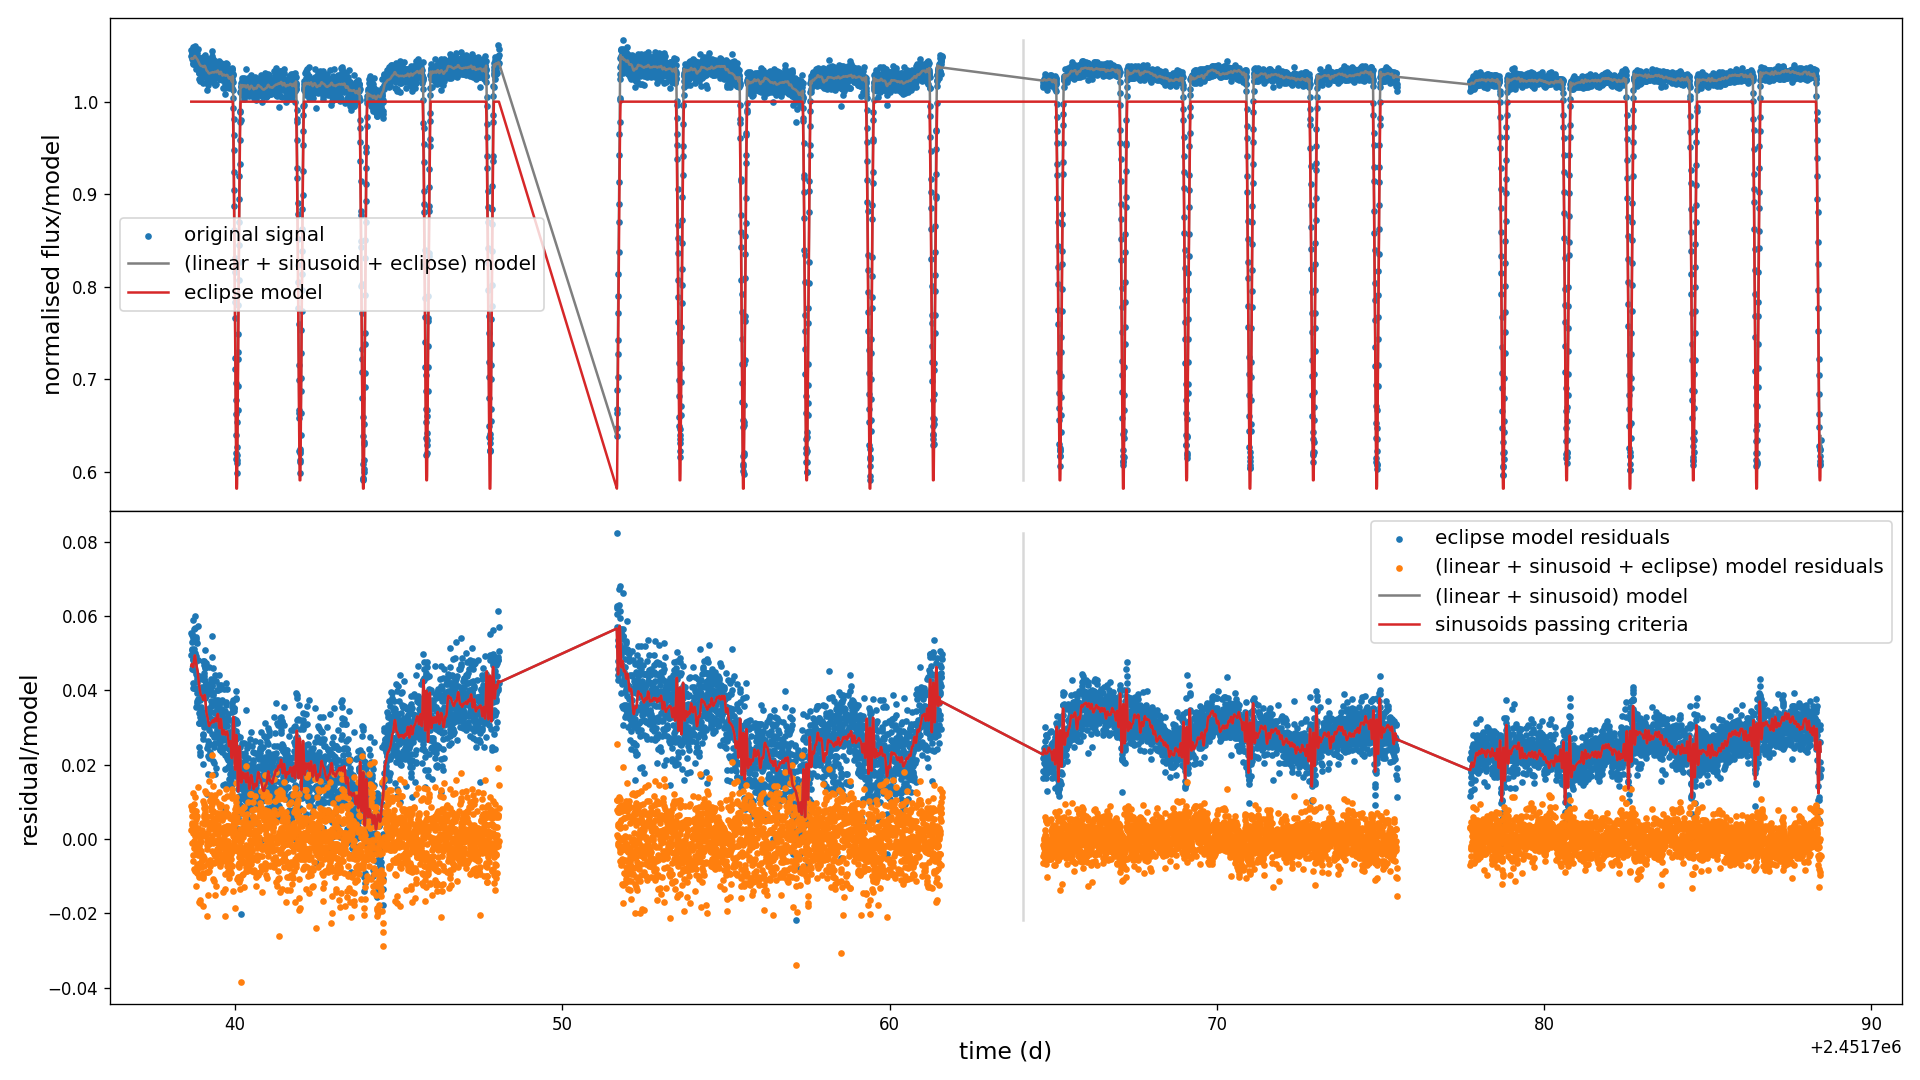 1.0
0.9
0.8
0.7
0.6
normalised flux/model
original signal
(linear + sinusoid + eclipse) model
eclipse model
0.08
0.06
0.04
0.02
0.00
−0.02
−0.04
residual/model
eclipse model residuals
(linear + sinusoid + eclipse) model residuals
(linear + sinusoid) model
sinusoids passing criteria
40
50
60
70
80
90
time (d)
+2.4517e6